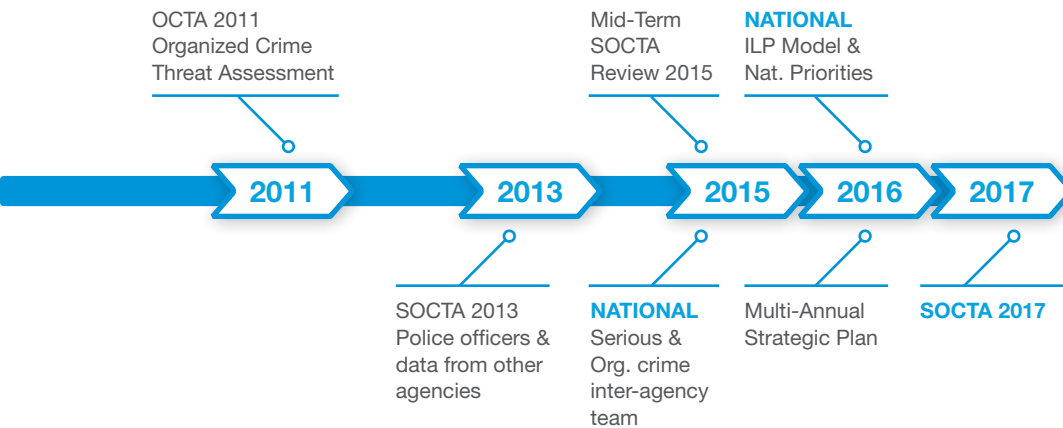 OCTA 2011
Organized Crime
Threat Assessment
Mid-Term
SOCTA
Review 2015
NATIONAL
ILP Model &
Nat. Priorities
2011
2013
2015
2016
2017
SOCTA 2013
Police officers &
data from other
agencies
NATIONAL
Serious &
Org. crime
inter-agency
team
Multi-Annual
Strategic Plan
SOCTA 2017